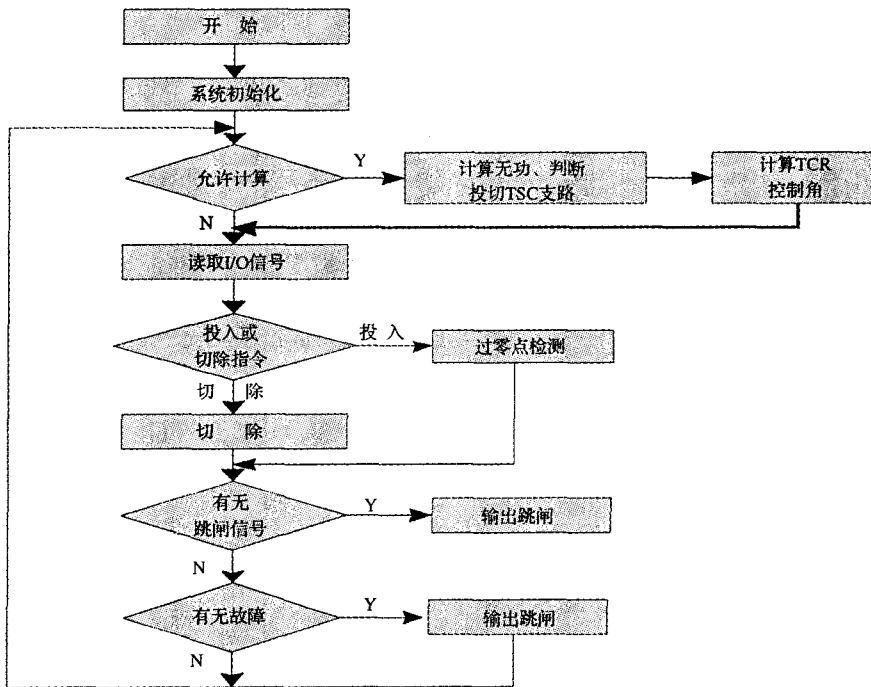 开 始
系统初始化
允许计算
Y
计算无功、判断
投切TSC支路
计算TCR
控制角
N
读取I/O信号
投入或
切除指令
投 入
过零点检测
切 除
切 除
有无
跳闸信号
Y
输出跳闸
N
有无故障
Y
输出跳闸
N